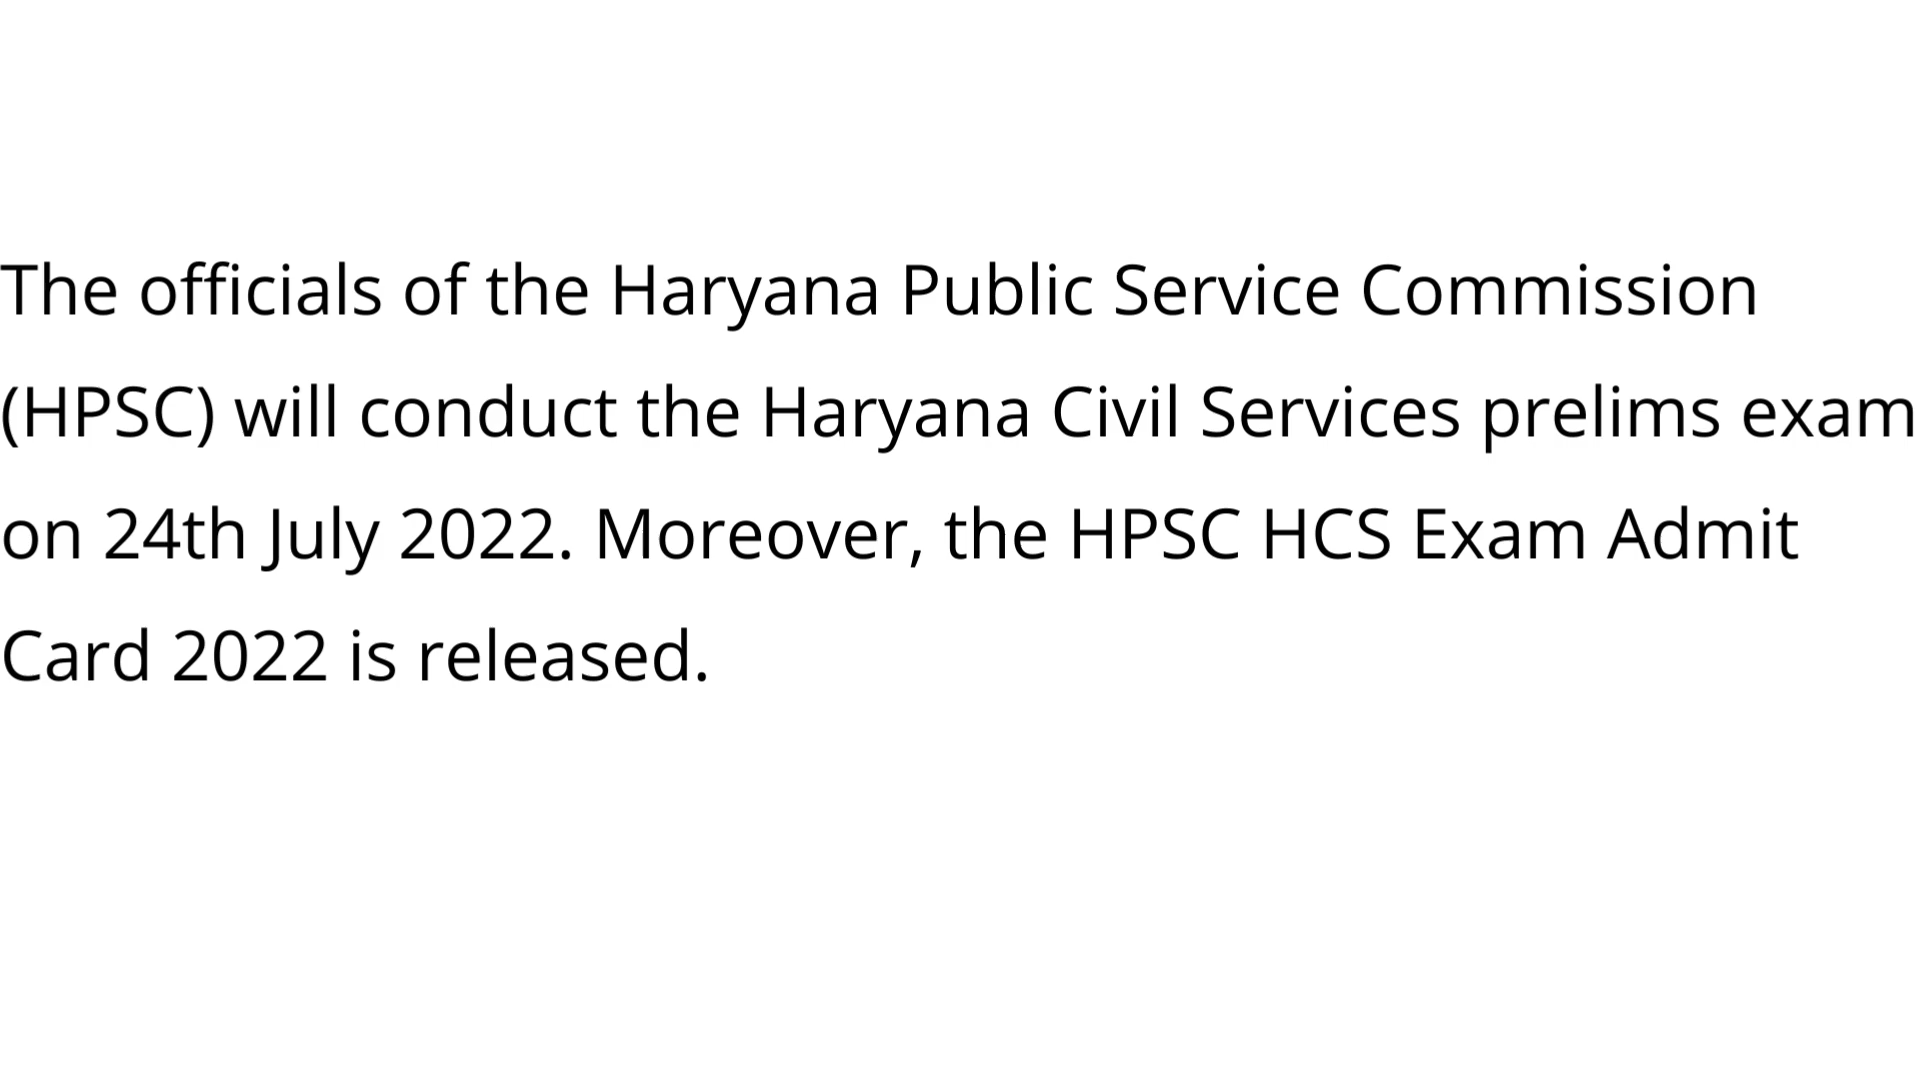 The officials of the Haryana Public Service Commission
(HPSC) will conduct the Haryana Civil Services prelims exam
on 24th July 2022. Moreover, the HPSC HCS Exam Admit
Card 2022 is released.